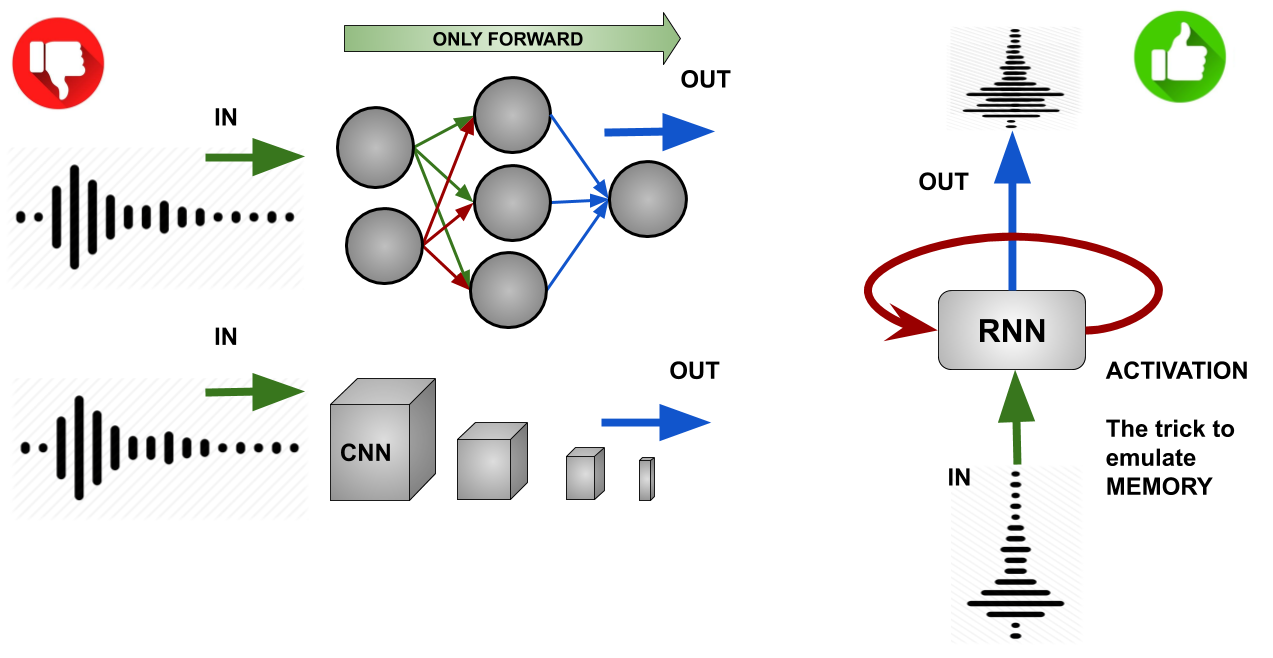 ONLY FORWARD
OUT
IN
IN
CNN
OUT
OUT
RNN
ACTIVATION
The trick to
emulate
MEMORY
IN